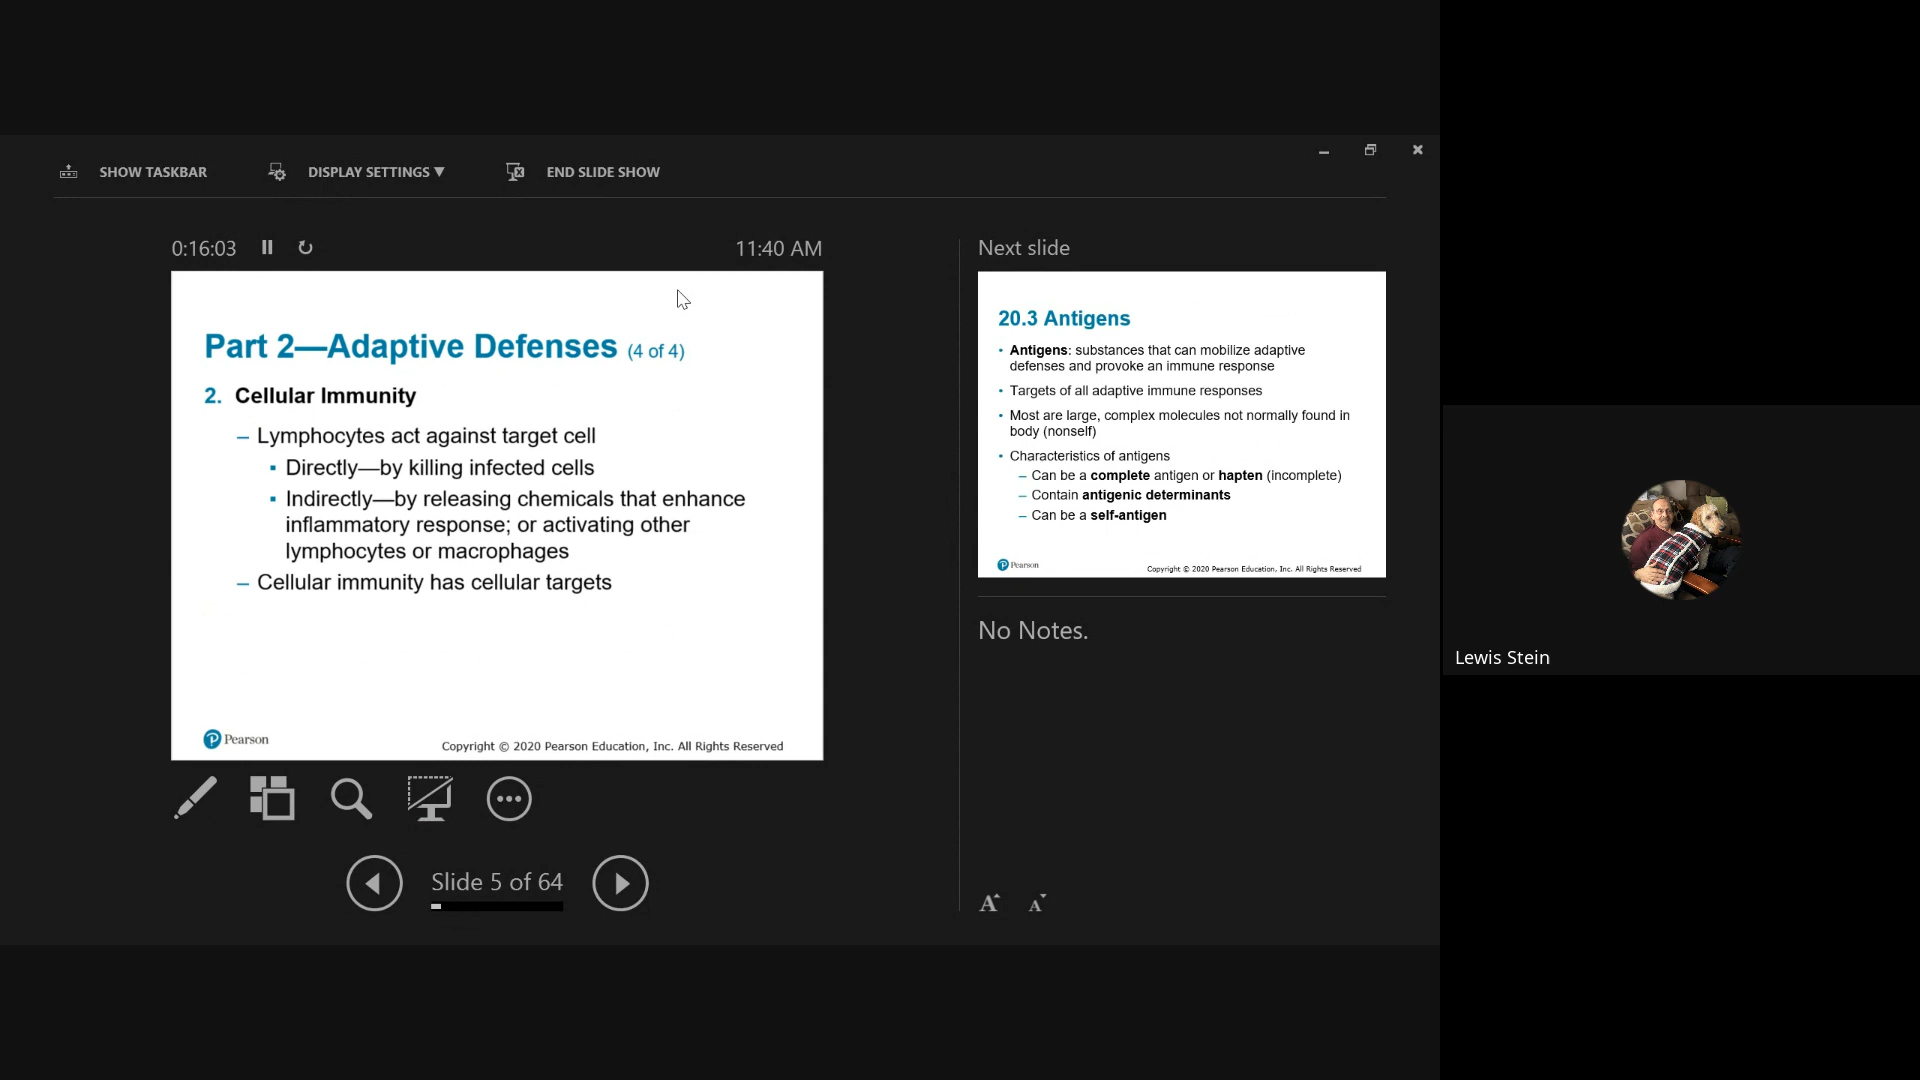 SHOW TASKBAR
DISPLAY SETTINGS ▼
END SLIDE SHOW
0:16:03
11:40 AM
Part 2—Adaptive Defenses (4 of 4)
2. Cellular Immunity
– Lymphocytes act against target cell
▪ Directly—by killing infected cells
▪ Indirectly—by releasing chemicals that enhance
inflammatory response; or activating other
lymphocytes or macrophages
– Cellular immunity has cellular targets
Pearson
Copyright © 2020 Pearson Education, Inc. All Rights Reserved
Slide 5 of 64
Next slide
20.3 Antigens
• Antigens: substances that can mobilize adaptive
defenses and provoke an immune response
• Targets of all adaptive immune responses
• Most are large, complex molecules not normally found in
body (nonself)
• Characteristics of antigens
– Can be a complete antigen or hapten (incomplete)
– Contain antigenic determinants
– Can be a self-antigen
Pearson
Copyright © 2020 Pearson Education, Inc. All Rights Reserved
No Notes.
A A
Lewis Stein